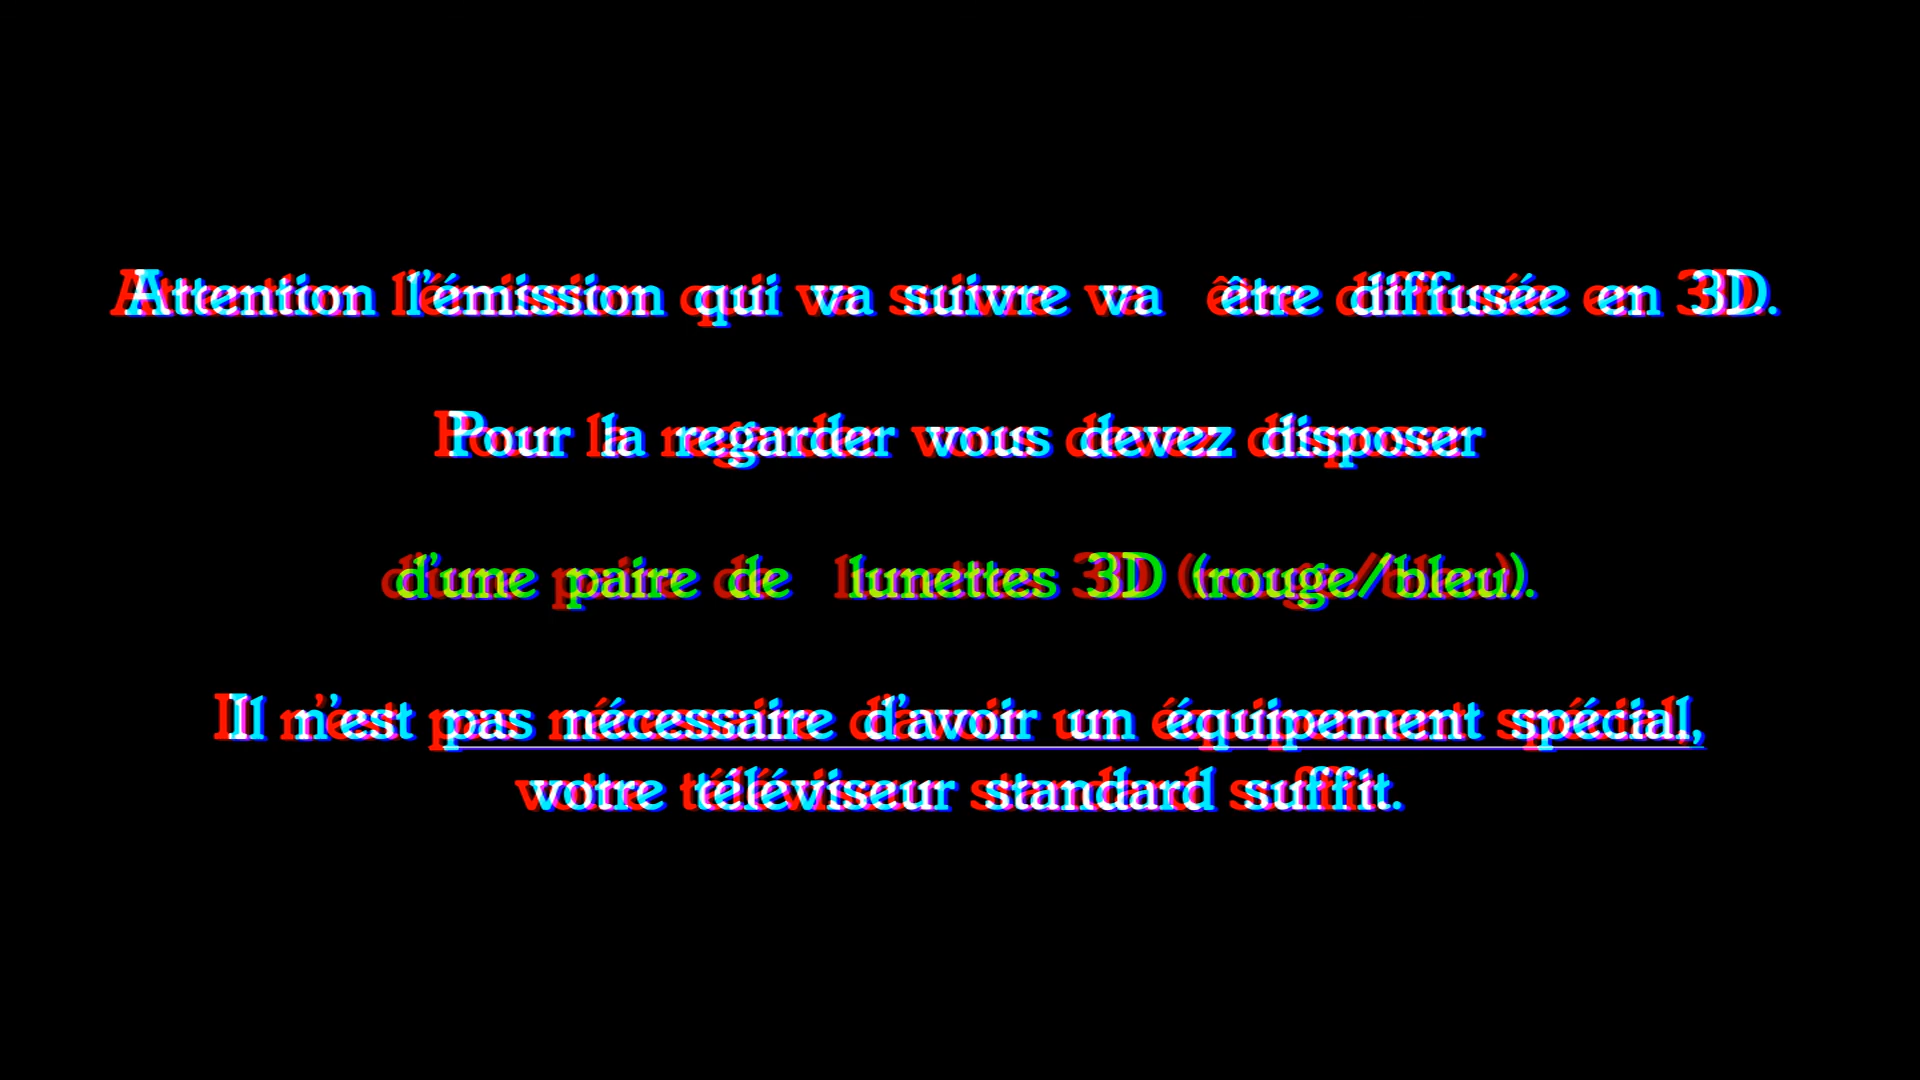 Attention l'émission qui va suivre va être diffusée en 3D.
Pour la regarder vous devez disposer
d'une paire de lunettes 3D (rouge/bleu).
Il n'est pas nécessaire d'avoir un équipement spécial,
votre téléviseur standard suffit.